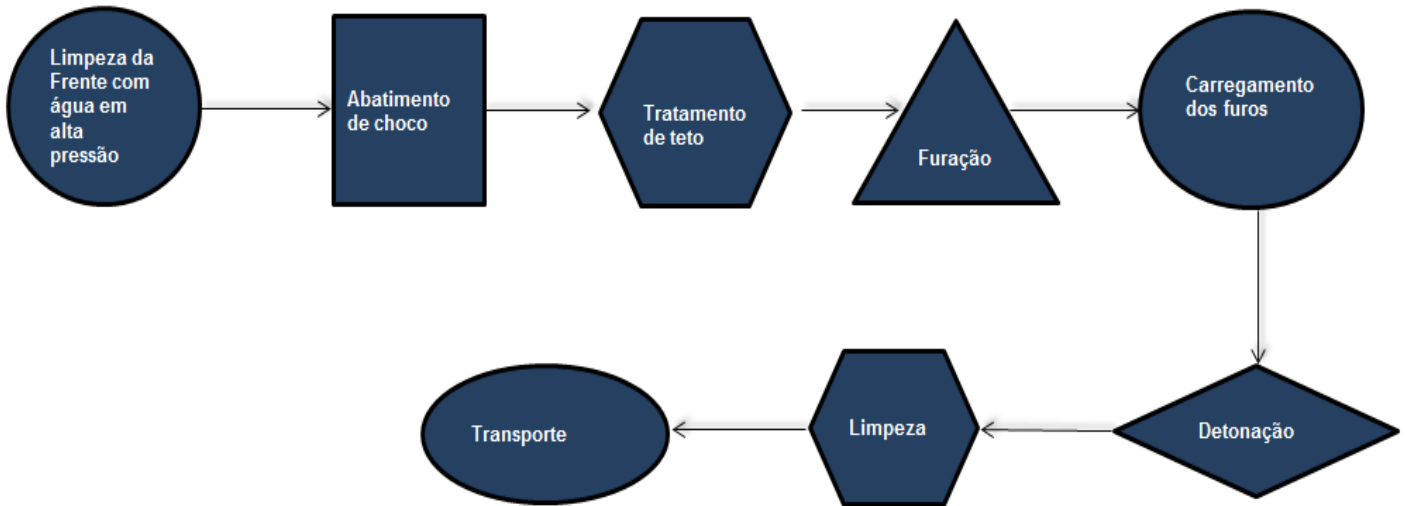 Limpeza da
Frente com
água em
alta
pressão
Abatimento
de choco
Tratamento
de teto
Furação
Carregamento
dos furos
Detonação
Limpeza
Transporte